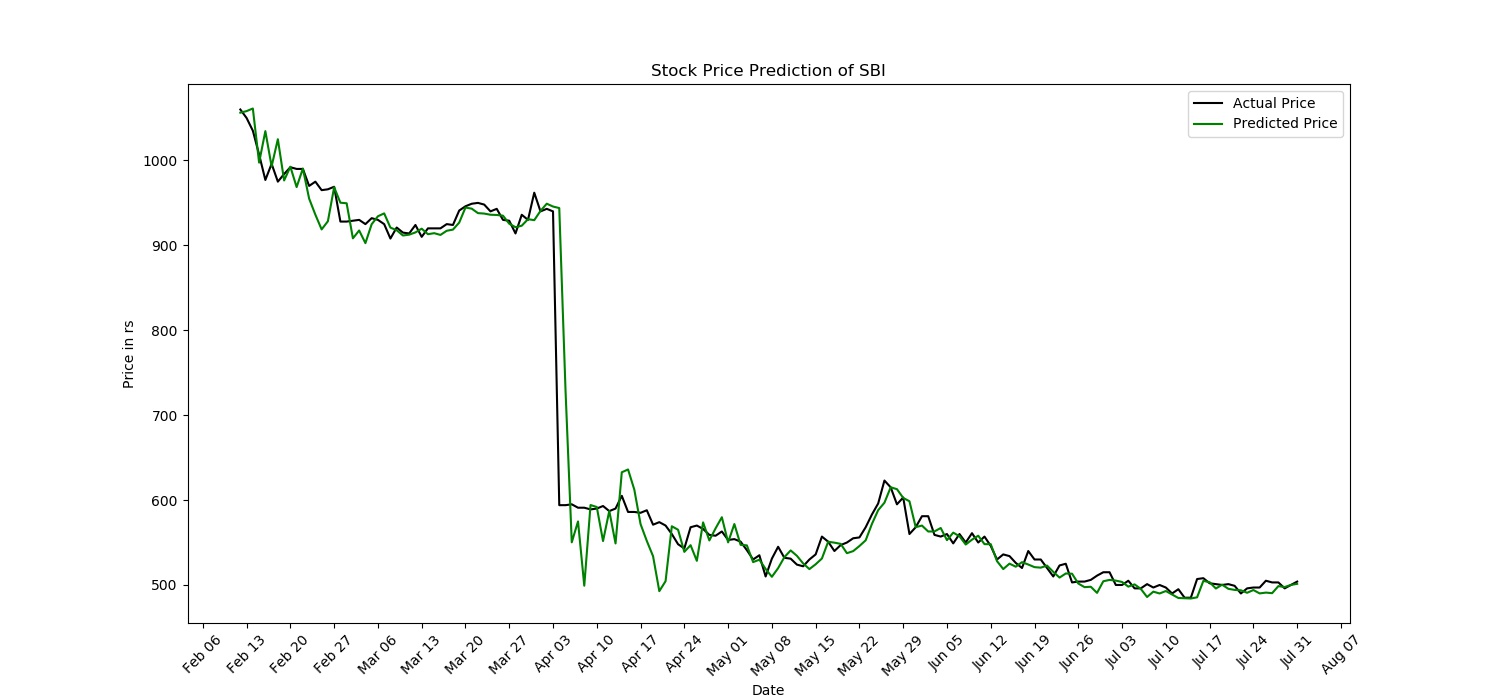 Stock Price Prediction of SBI
Actual Price
Predicted Price
Price in rs
1000
900
800
700
600
500
Feb 06
Feb 13
Feb 20
Feb 27
Mar 06
Mar 13
Mar 20
Mar 27
Apr 03
Apr 10
Apr 17
Apr 24
May 01
May 08
May 15
May 22
May 29
Jun 05
Jun 12
Jun 19
Jun 26
Jul 03
Jul 10
Jul 17
Jul 24
Jul 31
Aug 07
Date